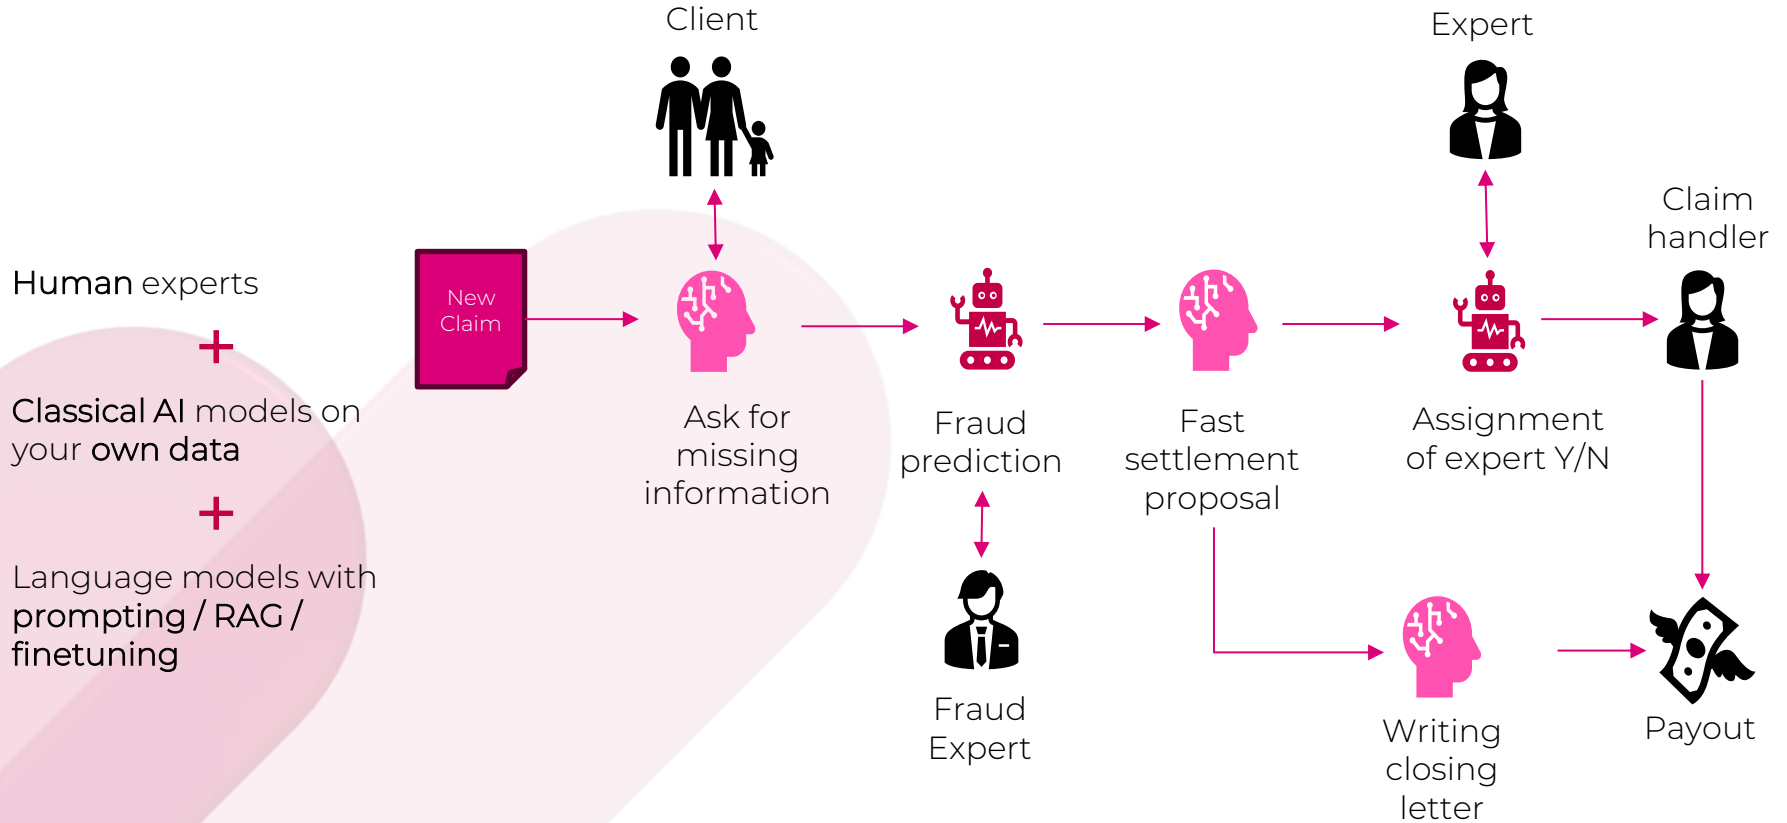 Client
Expert
Claim
handler
Human experts
+
Classical AI models on
your own data
+
Language models with
prompting / RAG /
finetuning
New
Claim
Ask for
missing
information
Fraud
prediction
Fast
settlement
proposal
Assignment
of expert Y/N
Fraud
Expert
Writing
closing
letter
Payout